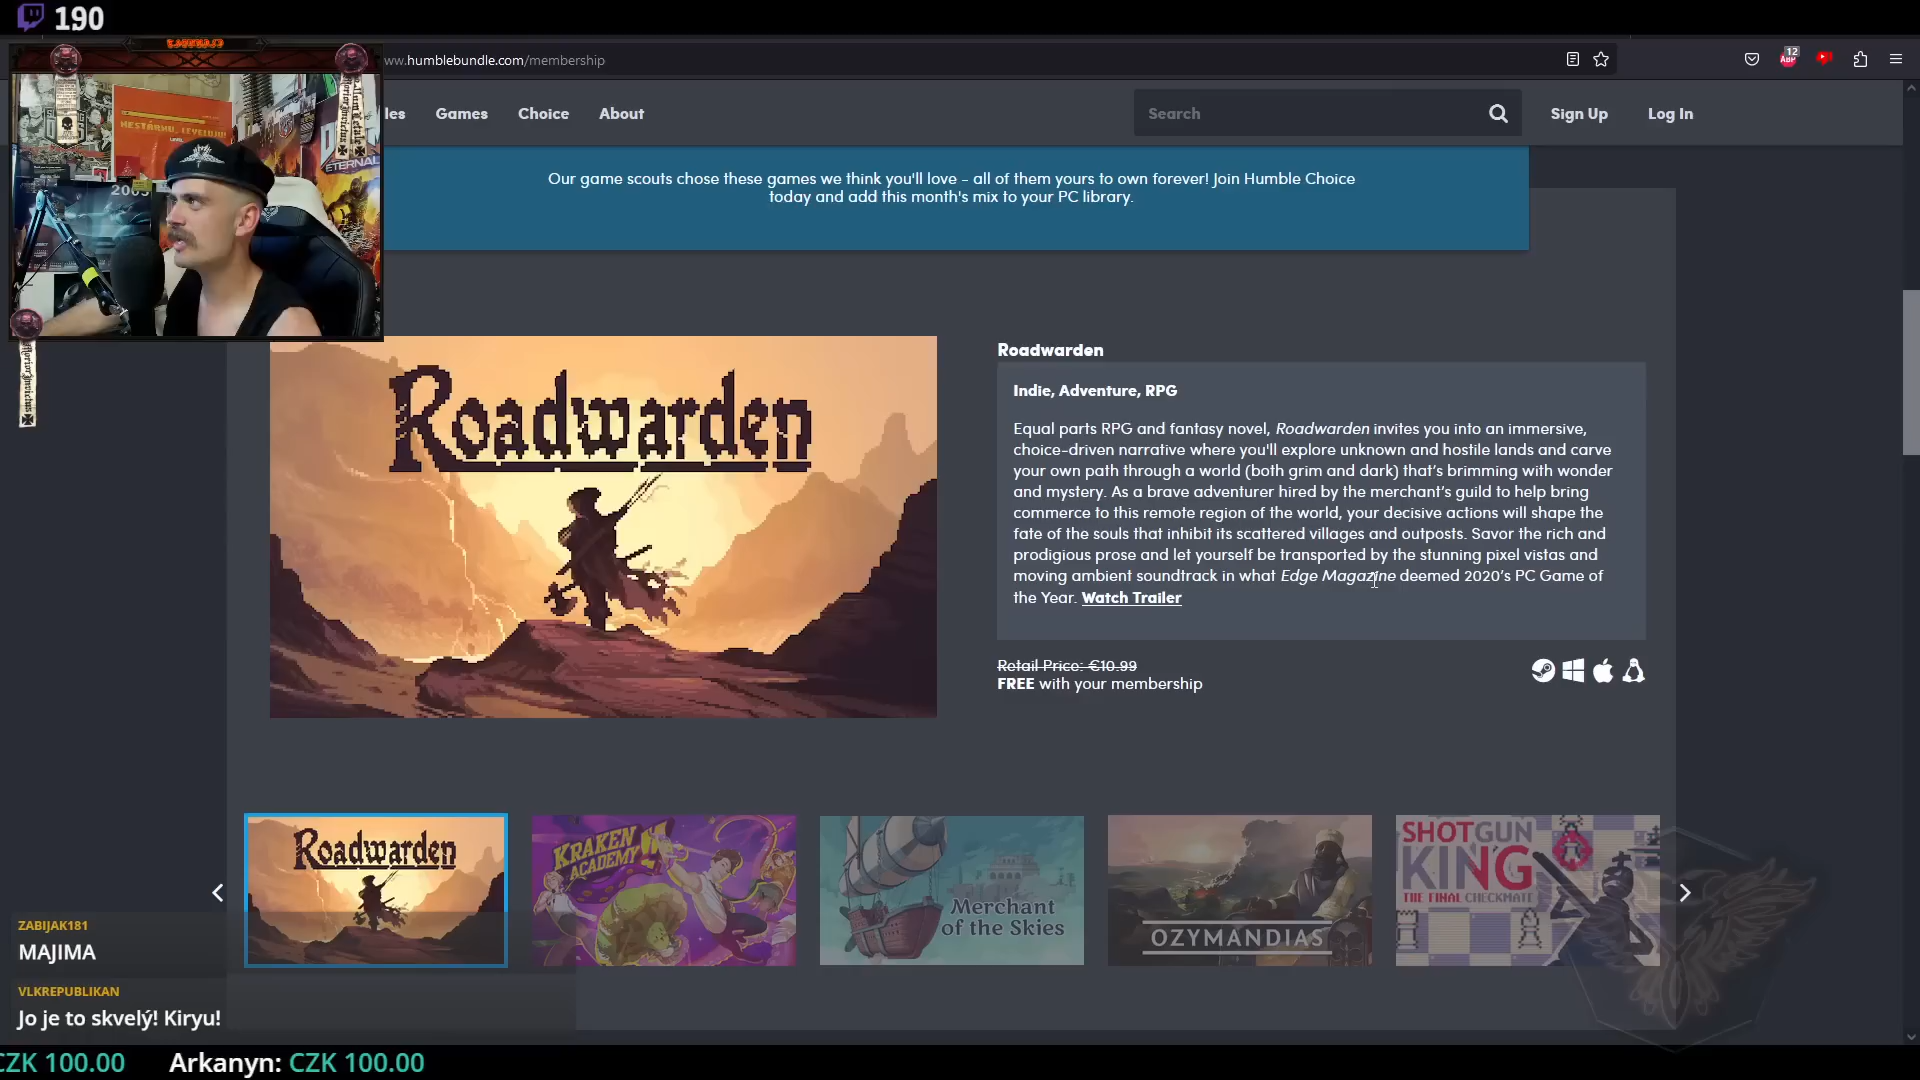 190
www.humblebundle.com/membership
12
ABP
les
Games
Choice
About
Search
Sign Up
Log In
2005
ETERNAL
Our game scouts chose these games we think you'll love - all of them yours to own forever! Join Humble Choice
today and add this month's mix to your PC library.
Roadwarden
Roadwarden
Indie, Adventure, RPG
Equal parts RPG and fantasy novel, Roadwarden invites you into an immersive,
choice-driven narrative where you'll explore unknown and hostile lands and carve
your own path through a world (both grim and dark) that's brimming with wonder
and mystery. As a brave adventurer hired by the merchant's guild to help bring
commerce to this remote region of the world, your decisive actions will shape the
fate of the souls that inhibit its scattered villages and outposts. Savor the rich and
prodigious prose and let yourself be transported by the stunning pixel vistas and
moving ambient soundtrack in what Edge Magazine deemed 2020's PC Game of
the Year. Watch Trailer
Retail Price: €10.99
FREE with your membership
Roadwarden
KRAKEN
ACADEMY!!
Merchant
of the Skies
OZYMANDIAS
SHOTGUN
KING
THE FINAL CHECKMATE
ZABIJAK181
MAJIMA
VLKREPUBLIKAN
Jo je to skvelý! Kiryu!
CZK 100.00
Arkanyn: CZK 100.00